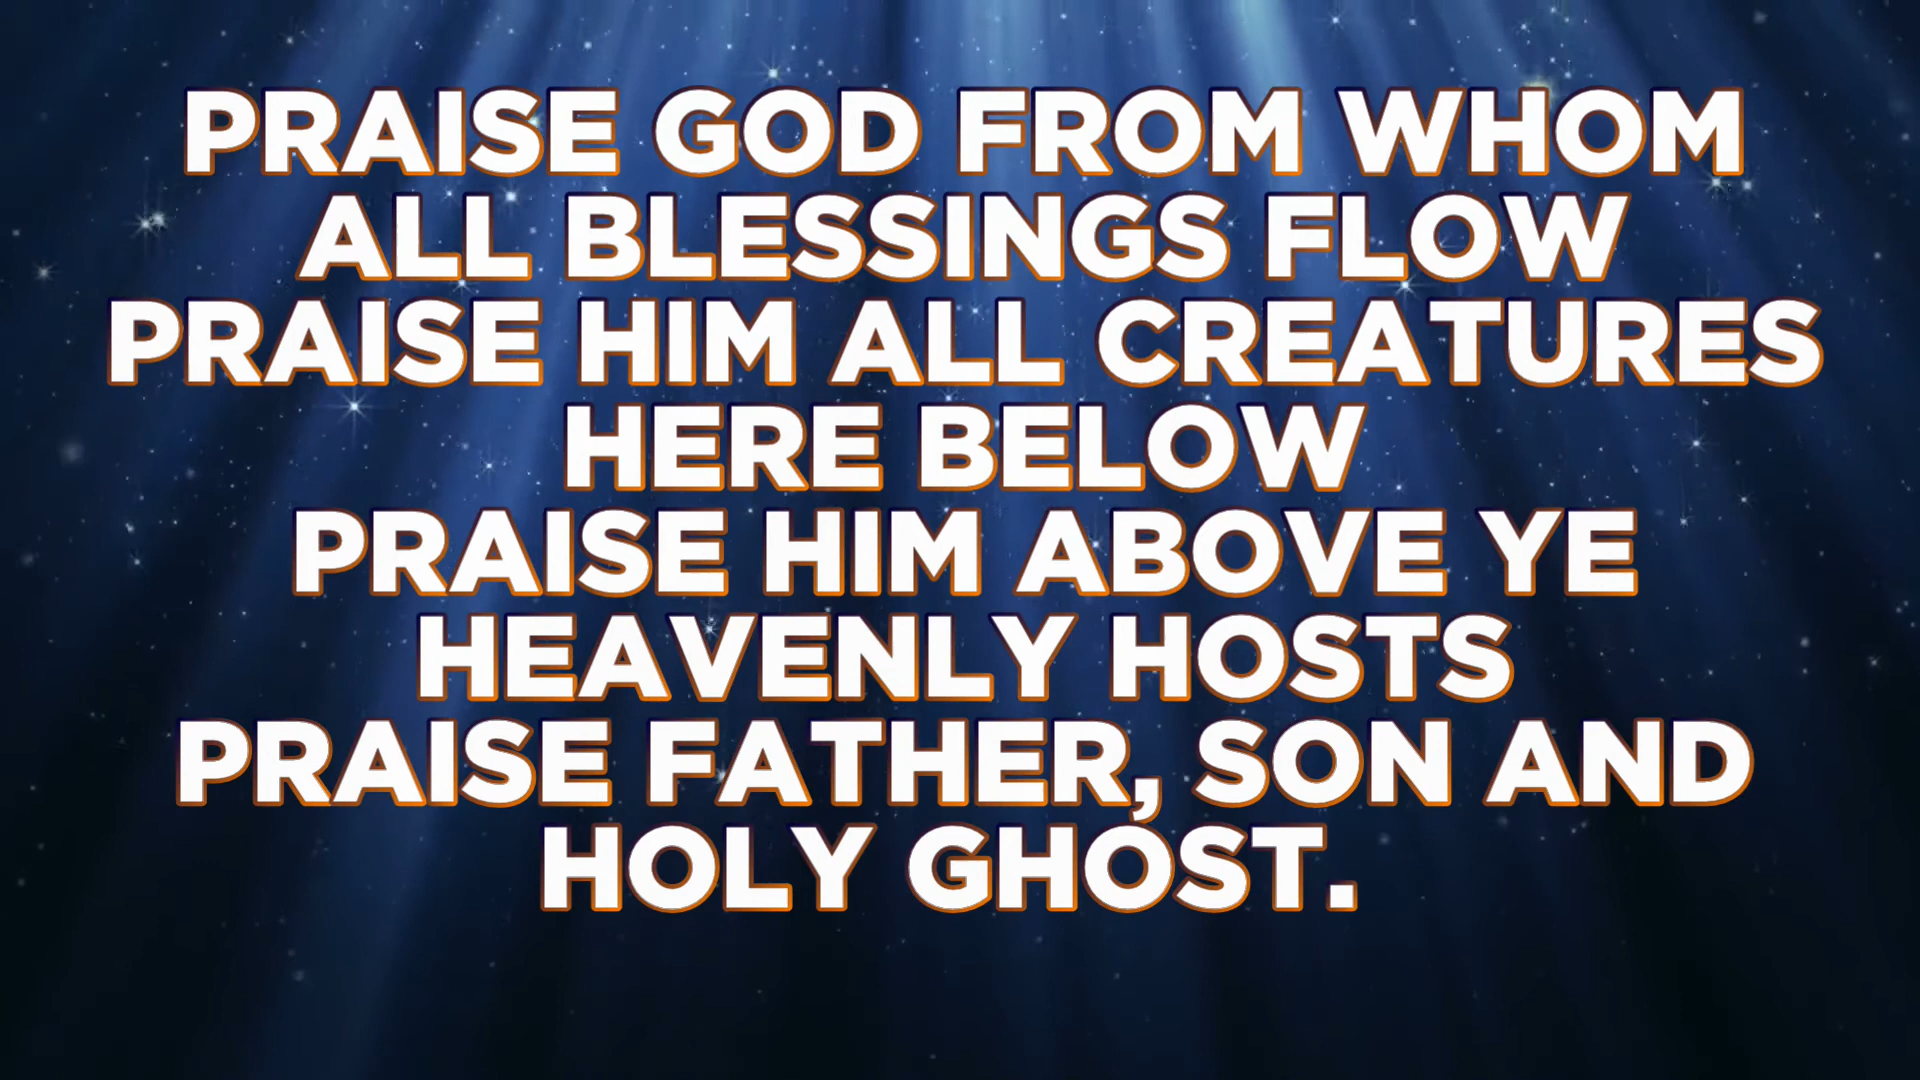 PRAISE GOD FROM WHOM
ALL BLESSINGS FLOW
PRAISE HIM ALL CREATURES
HERE BELOW
PRAISE HIM ABOVE YE
HEAVENLY HOSTS
PRAISE FATHER, SON AND
HOLY GHOST.